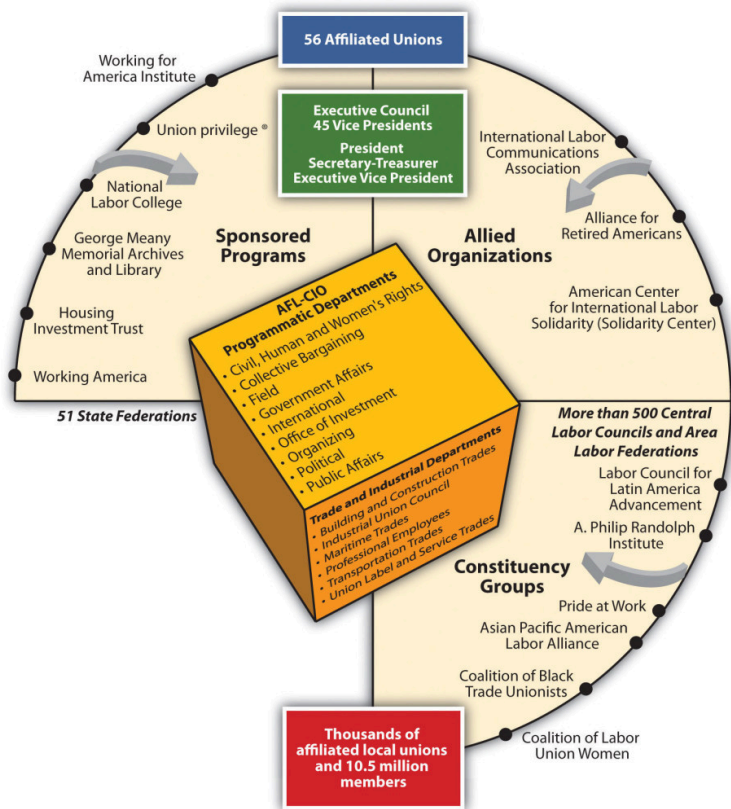 56 Affiliated Unions
Executive Council
45 Vice Presidents
President
Secretary-Treasurer
Executive Vice President
Working for
America Institute
Union privilege ®
National
Labor College
George Meany
Memorial Archives
and Library
Housing
Investment Trust
Working America
Sponsored
Programs
51 State Federations
International Labor
Communications
Association
Alliance for
Retired Americans
American Center
for International Labor
Solidarity (Solidarity Center)
Allied
Organizations
AFL-CIO
Programmatic Departments
• Civil, Human and Women's Rights
• Collective Bargaining
• Field
• Government Affairs
• International
• Office of Investment
• Organizing
• Political
• Public Affairs
Trade and Industrial Departments
• Building and Construction Trades
• Industrial Union Council
• Maritime Trades
• Professional Employees
• Transportation Trades
• Union Label and Service Trades
More than 500 Central
Labor Councils and Area
Labor Federations
Labor Council for
Latin America
Advancement
A. Philip Randolph
Institute
Constituency
Groups
Pride at Work
Asian Pacific American
Labor Alliance
Coalition of Black
Trade Unionists
Coalition of Labor
Union Women
Thousands of
affiliated local unions
and 10.5 million
members